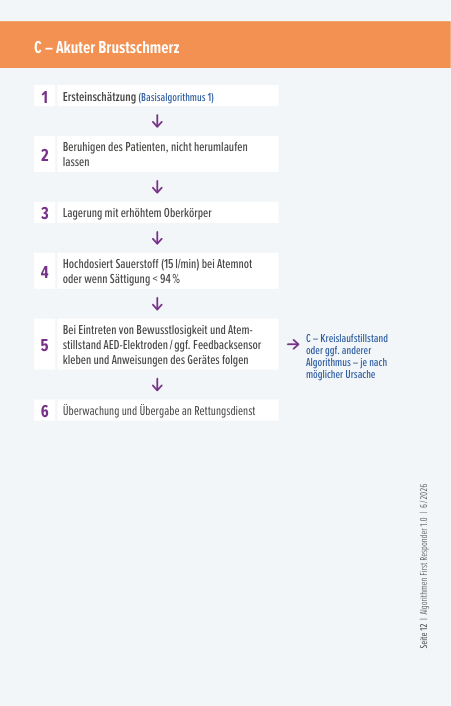 C – Akuter Brustschmerz
1
Ersteinschätzung (Basisalgorithmus 1)
2
Beruhigen des Patienten, nicht herumlaufen
lassen
3
Lagerung mit erhöhtem Oberkörper
4
Hochdosiert Sauerstoff (15 l/min) bei Atemnot
oder wenn Sättigung < 94 %
5
Bei Eintreten von Bewusstlosigkeit und Atem-
stillstand AED-Elektroden / ggf. Feedbacksensor
kleben und Anweisungen des Gerätes folgen
C – Kreislaufstillstand
oder ggf. anderer
Algorithmus – je nach
möglicher Ursache
6
Überwachung und Übergabe an Rettungsdienst
Seite 12 | Algorithmen First Responder 1.0 | 6 / 2026